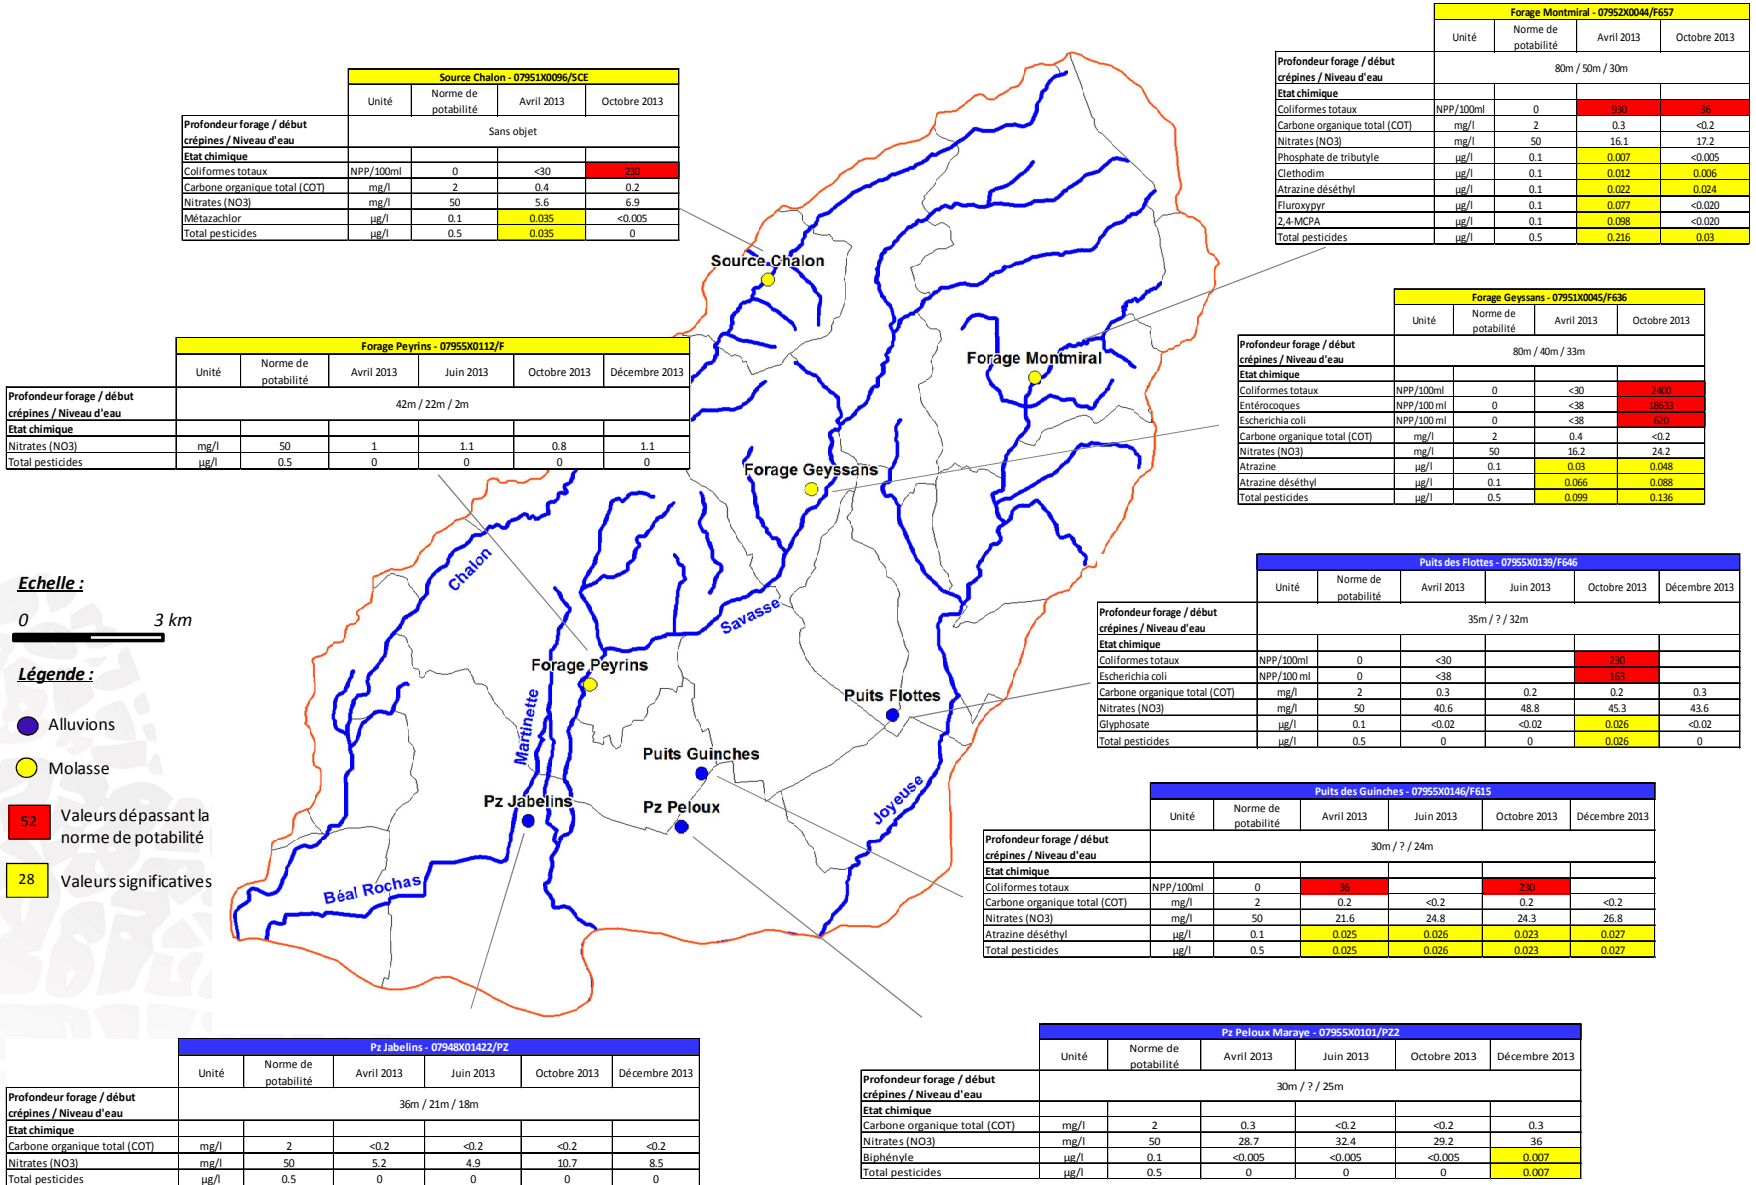 Forage Montmiral - 07952X0044/F657
Unité Norme de potabilité Avril 2013 Octobre 2013
Profondeur forage / début crépines / Niveau d'eau 80m / 50m / 30m
Etat chimique
Coliformes totaux NPP/100ml 0 930 36
Carbone organique total (COT) mg/l 2 0.3 <0.2
Nitrates (NO3) mg/l 50 16.1 17.2
Phosphate de tributyle µg/l 0.1 0.007 <0.005
Clethodim µg/l 0.1 0.012 0.006
Atrazine déséthyl µg/l 0.1 0.022 0.024
Fluroxypyr µg/l 0.1 0.077 <0.020
2,4-MCPA µg/l 0.1 0.098 <0.020
Total pesticides µg/l 0.5 0.216 0.03
Source Chalon - 07951X0096/SCE
Unité Norme de potabilité Avril 2013 Octobre 2013
Profondeur forage / début crépines / Niveau d'eau Sans objet
Etat chimique
Coliformes totaux NPP/100ml 0 <30 230
Carbone organique total (COT) mg/l 2 0.4 0.2
Nitrates (NO3) mg/l 50 5.6 6.9
Métazachlor µg/l 0.1 0.035 <0.005
Total pesticides µg/l 0.5 0.035 0
Forage Geyssans - 07951X0045/F636
Unité Norme de potabilité Avril 2013 Octobre 2013
Profondeur forage / début crépines / Niveau d'eau 80m / 40m / 33m
Etat chimique
Coliformes totaux NPP/100ml 0 <30 2400
Entérocoques NPP/100 ml 0 <38 18633
Escherichia coli NPP/100 ml 0 <38 620
Carbone organique total (COT) mg/l 2 0.4 <0.2
Nitrates (NO3) mg/l 50 16.2 24.2
Atrazine µg/l 0.1 0.03 0.048
Atrazine déséthyl µg/l 0.1 0.066 0.088
Total pesticides µg/l 0.5 0.099 0.136
Forage Peyrins - 07955X0112/F
Unité Norme de potabilité Avril 2013 Juin 2013 Octobre 2013 Décembre 2013
Profondeur forage / début crépines / Niveau d'eau 42m / 22m / 2m
Etat chimique
Nitrates (NO3) mg/l 50 1 1.1 0.8 1.1
Total pesticides µg/l 0.5 0 0 0 0
Source Chalon
Forage Montmiral
Forage Geyssans
Chalon
Savasse
Forage Peyrins
Martinette
Puits Flottes
Puits Guinches
Pz Jabelins
Pz Peloux
Joyeuse
Béal Rochas
Echelle :
0 3 km
Légende :
Alluvions
Molasse
52 Valeurs dépassant la norme de potabilité
28 Valeurs significatives
Puits des Flottes - 07955X0139/F646
Unité Norme de potabilité Avril 2013 Juin 2013 Octobre 2013 Décembre 2013
Profondeur forage / début crépines / Niveau d'eau 35m / ? / 32m
Etat chimique
Coliformes totaux NPP/100ml 0 <30 230
Escherichia coli NPP/100 ml 0 <38 163
Carbone organique total (COT) mg/l 2 0.3 0.2 0.2 0.3
Nitrates (NO3) mg/l 50 40.6 48.8 45.3 43.6
Glyphosate µg/l 0.1 <0.02 <0.02 0.026 <0.02
Total pesticides µg/l 0.5 0 0 0.026 0
Puits des Guinches - 07955X0146/F615
Unité Norme de potabilité Avril 2013 Juin 2013 Octobre 2013 Décembre 2013
Profondeur forage / début crépines / Niveau d'eau 30m / ? / 24m
Etat chimique
Coliformes totaux NPP/100ml 0 36 230
Carbone organique total (COT) mg/l 2 0.2 <0.2 0.2 <0.2
Nitrates (NO3) mg/l 50 21.6 24.8 24.3 26.8
Atrazine déséthyl µg/l 0.1 0.025 0.026 0.023 0.027
Total pesticides µg/l 0.5 0.025 0.026 0.023 0.027
Pz Peloux Maraye - 07955X0101/PZ2
Unité Norme de potabilité Avril 2013 Juin 2013 Octobre 2013 Décembre 2013
Profondeur forage / début crépines / Niveau d'eau 30m / ? / 25m
Etat chimique
Carbone organique total (COT) mg/l 2 0.3 <0.2 <0.2 0.3
Nitrates (NO3) mg/l 50 28.7 32.4 29.2 36
Biphényle µg/l 0.1 <0.005 <0.005 <0.005 0.007
Total pesticides µg/l 0.5 0 0 0 0.007
Pz Jabelins - 07948X01422/PZ
Unité Norme de potabilité Avril 2013 Juin 2013 Octobre 2013 Décembre 2013
Profondeur forage / début crépines / Niveau d'eau 36m / 21m / 18m
Etat chimique
Carbone organique total (COT) mg/l 2 <0.2 <0.2 <0.2 <0.2
Nitrates (NO3) mg/l 50 5.2 4.9 10.7 8.5
Total pesticides µg/l 0.5 0 0 0 0